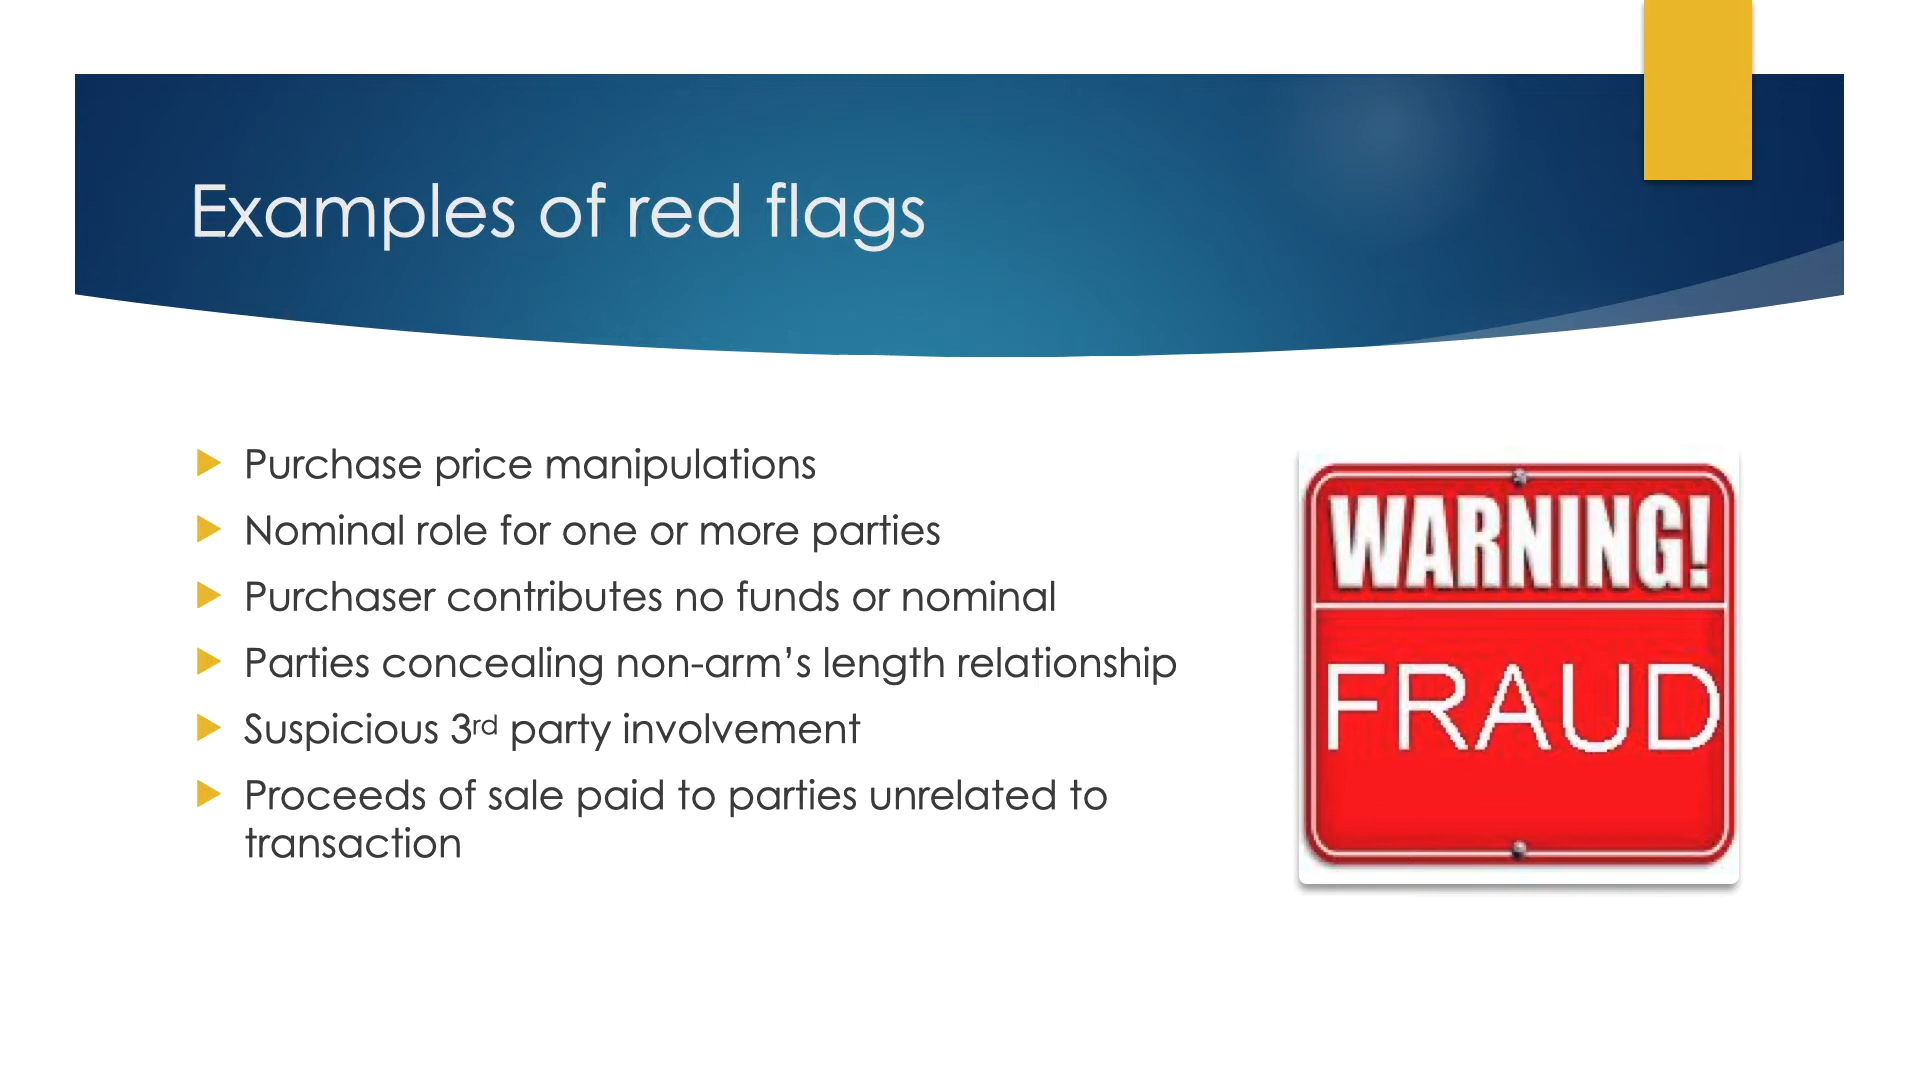 Examples of red flags
Purchase price manipulations
Nominal role for one or more parties
Purchaser contributes no funds or nominal
Parties concealing non-arm’s length relationship
Suspicious 3rd party involvement
Proceeds of sale paid to parties unrelated to
transaction
WARNING!
FRAUD